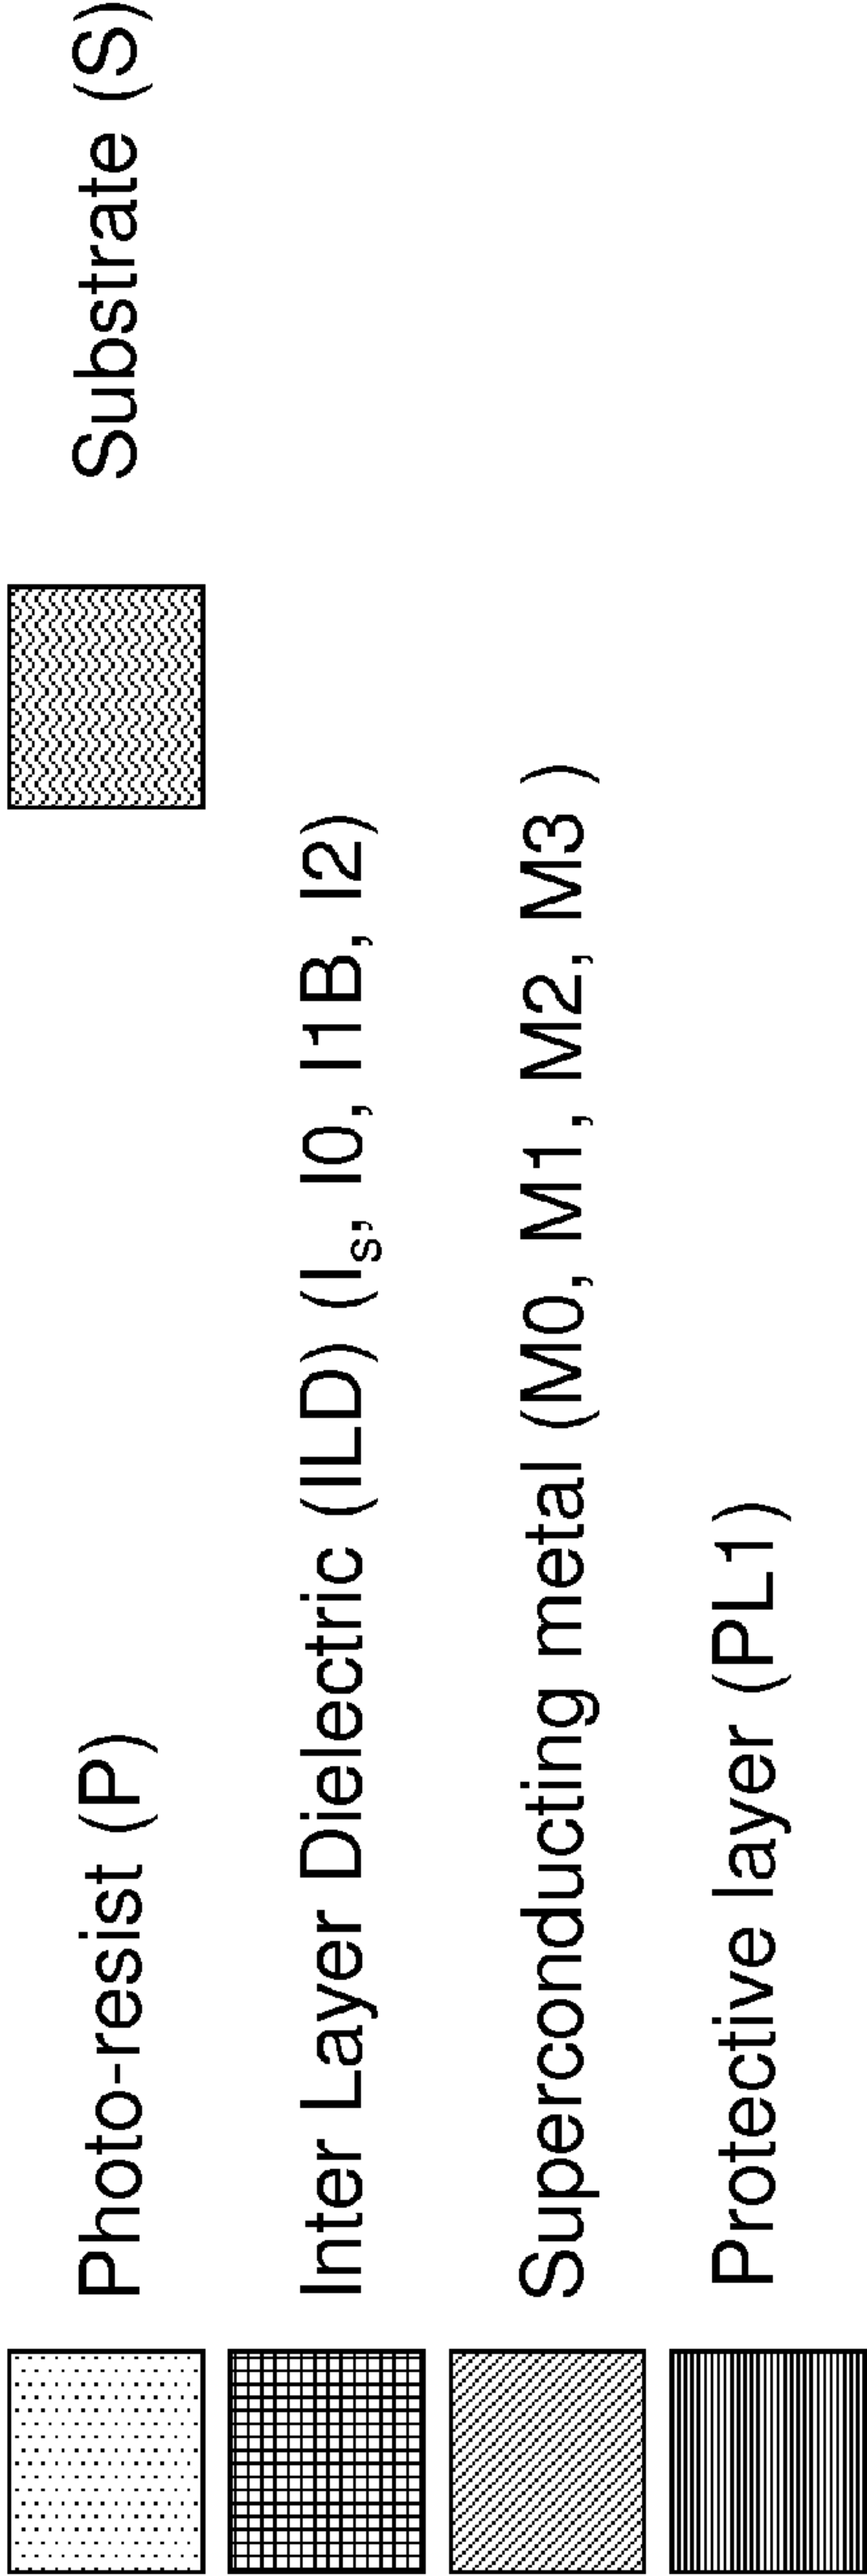 Photo-resist (P)
Substrate (S)
Inter Layer Dielectric (ILD) (Iₛ, I0, I1B, I2)
Superconducting metal (M0, M1, M2, M3 )
Protective layer (PL1)